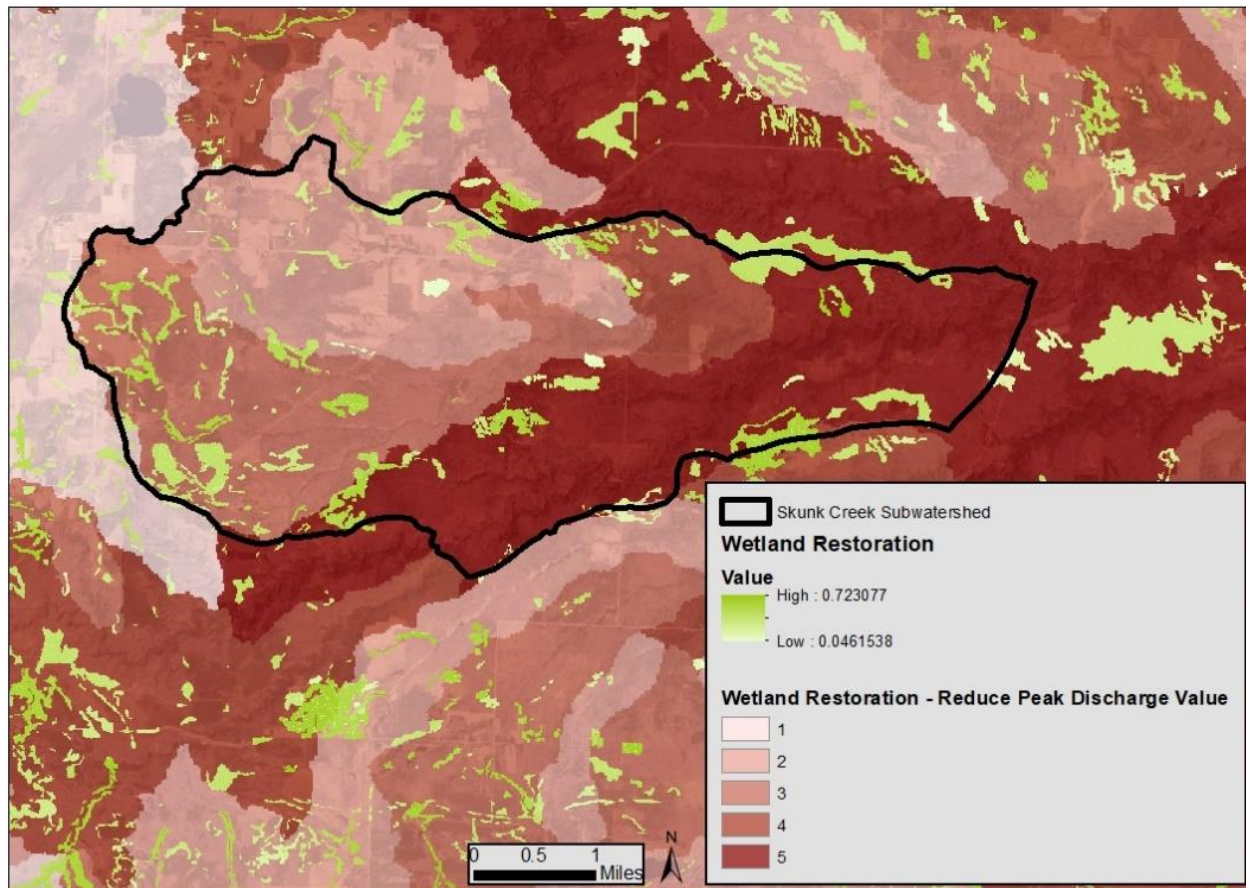 Skunk Creek Subwatershed
Wetland Restoration
Value
High : 0.723077
Low : 0.0461538
Wetland Restoration - Reduce Peak Discharge Value
1
2
3
4
5
0 0.5 1
Miles
N